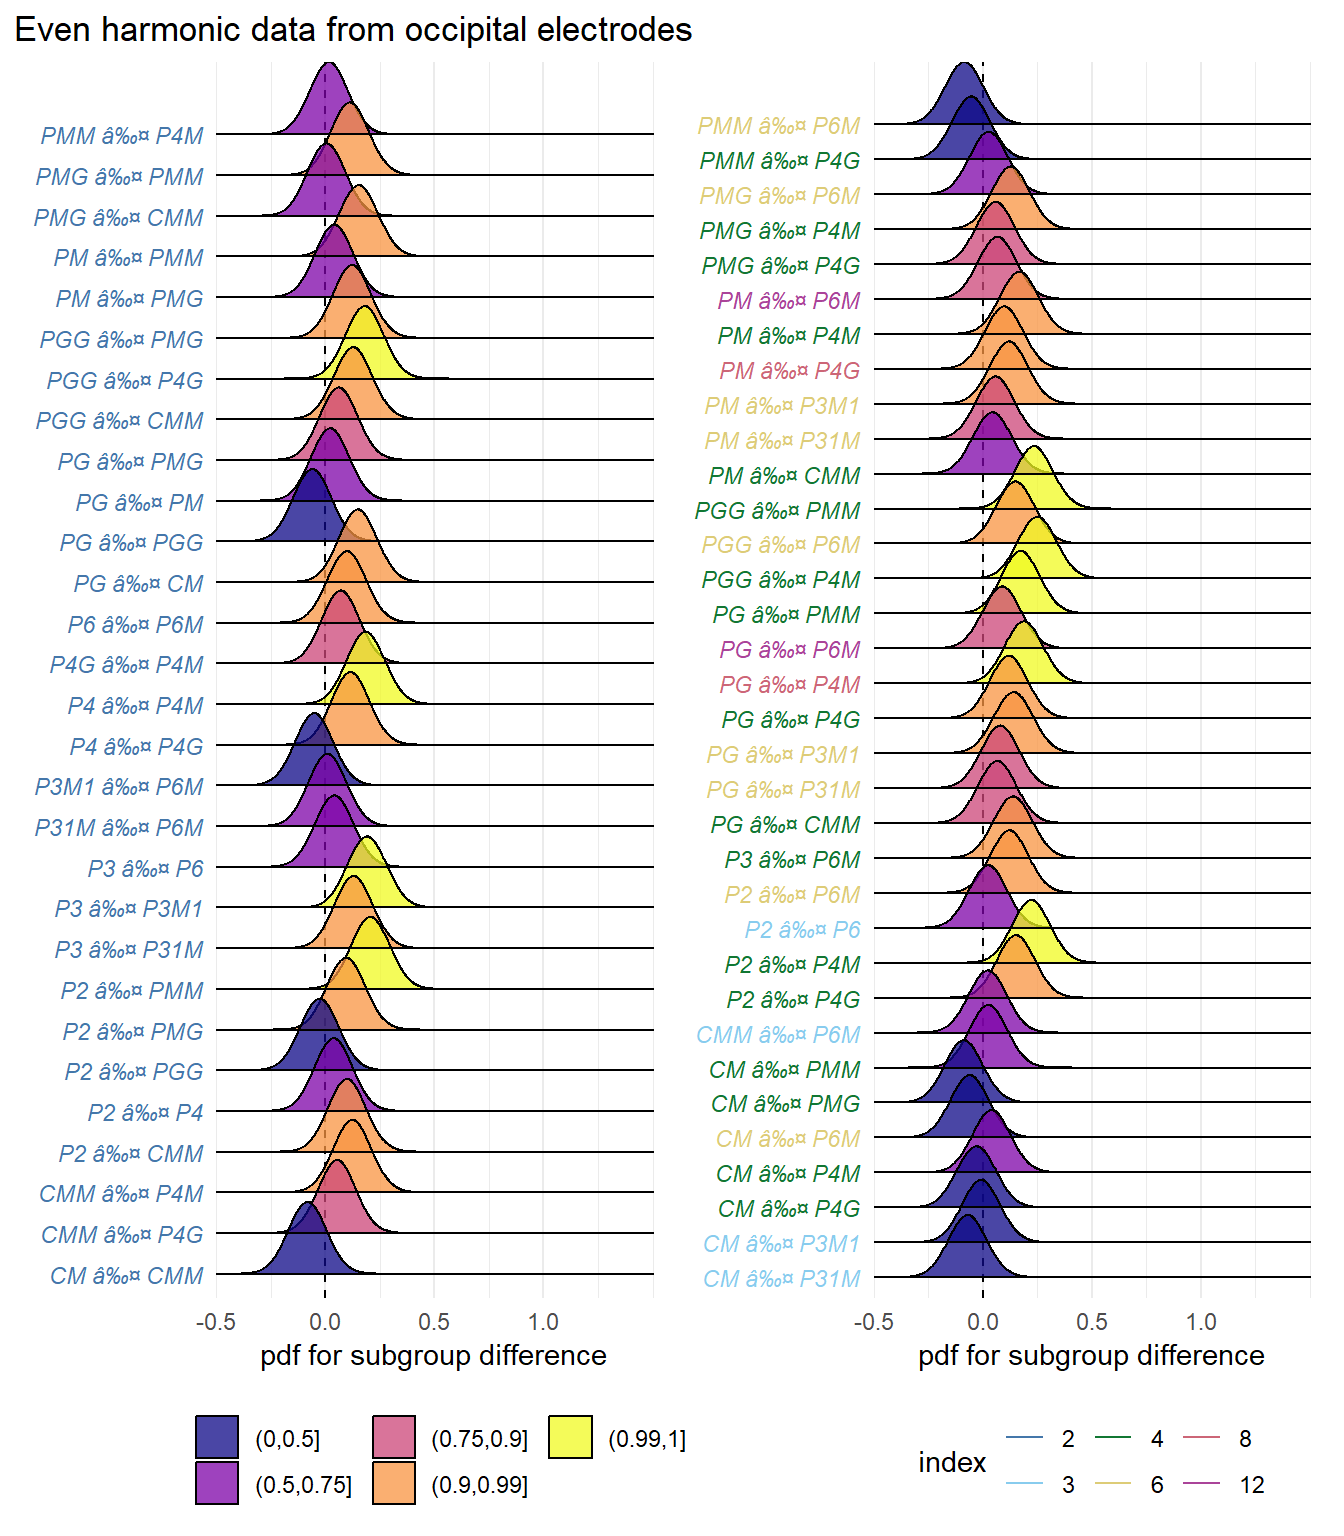 Even harmonic data from occipital electrodes
PMM â‰¤ P4M
PMG â‰¤ PMM
PMG â‰¤ CMM
PM â‰¤ PMM
PM â‰¤ PMG
PGG â‰¤ PMG
PGG â‰¤ P4G
PGG â‰¤ CMM
PG â‰¤ PMG
PG â‰¤ PM
PG â‰¤ PGG
PG â‰¤ CM
P6 â‰¤ P6M
P4G â‰¤ P4M
P4 â‰¤ P4M
P4 â‰¤ P4G
P3M1 â‰¤ P6M
P31M â‰¤ P6M
P3 â‰¤ P6
P3 â‰¤ P3M1
P3 â‰¤ P31M
P2 â‰¤ PMM
P2 â‰¤ PMG
P2 â‰¤ PGG
P2 â‰¤ P4
P2 â‰¤ CMM
CMM â‰¤ P4M
CMM â‰¤ P4G
CM â‰¤ CMM
-0.5 0.0 0.5 1.0
pdf for subgroup difference
PMM â‰¤ P6M
PMM â‰¤ P4G
PMG â‰¤ P6M
PMG â‰¤ P4M
PMG â‰¤ P4G
PM â‰¤ P6M
PM â‰¤ P4M
PM â‰¤ P4G
PM â‰¤ P3M1
PM â‰¤ P31M
PM â‰¤ CMM
PGG â‰¤ PMM
PGG â‰¤ P6M
PGG â‰¤ P4M
PG â‰¤ PMM
PG â‰¤ P6M
PG â‰¤ P4M
PG â‰¤ P4G
PG â‰¤ P3M1
PG â‰¤ P31M
PG â‰¤ CMM
P3 â‰¤ P6M
P2 â‰¤ P6M
P2 â‰¤ P6
P2 â‰¤ P4M
P2 â‰¤ P4G
CMM â‰¤ P6M
CM â‰¤ PMM
CM â‰¤ PMG
CM â‰¤ P6M
CM â‰¤ P4M
CM â‰¤ P4G
CM â‰¤ P3M1
CM â‰¤ P31M
-0.5 0.0 0.5 1.0
pdf for subgroup difference
(0,0.5] (0.75,0.9] (0.99,1]
(0.5,0.75] (0.9,0.99]
index
2 4 8
3 6 12